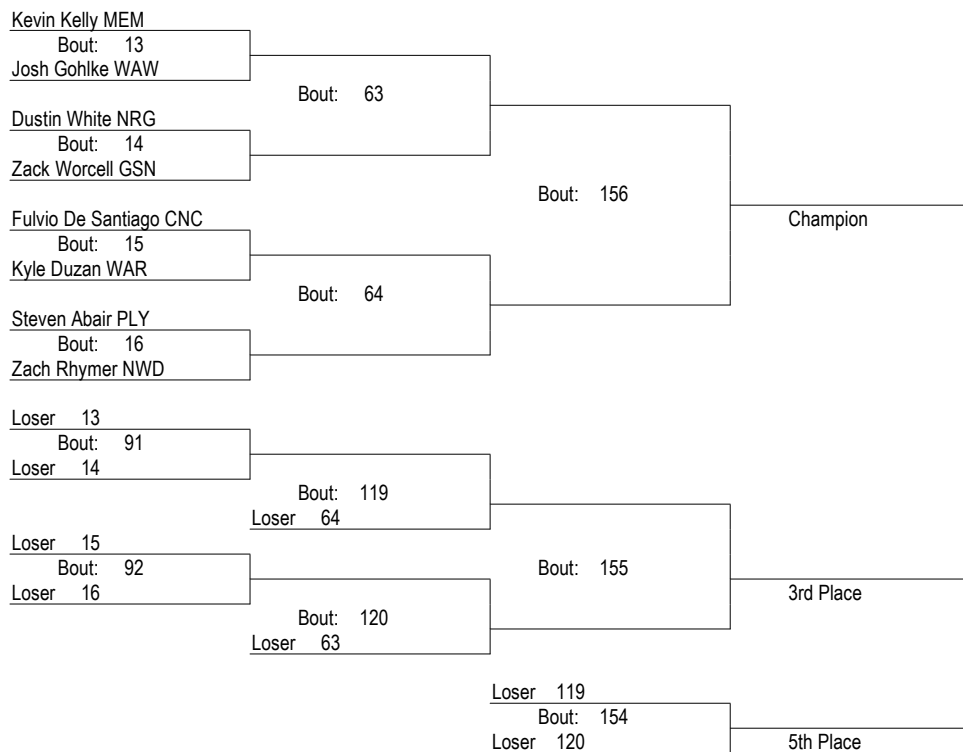 Kevin Kelly MEM
Bout: 13
Josh Gohlke WAW
Bout: 63
Dustin White NRG
Bout: 14
Zack Worcell GSN
Bout: 156
Champion
Fulvio De Santiago CNC
Bout: 15
Kyle Duzan WAR
Bout: 64
Steven Abair PLY
Bout: 16
Zach Rhymer NWD
Loser 13
Bout: 91
Loser 14
Bout: 119
Loser 64
Loser 15
Bout: 92
Loser 16
Bout: 155
3rd Place
Bout: 120
Loser 63
Loser 119
Bout: 154
Loser 120
5th Place